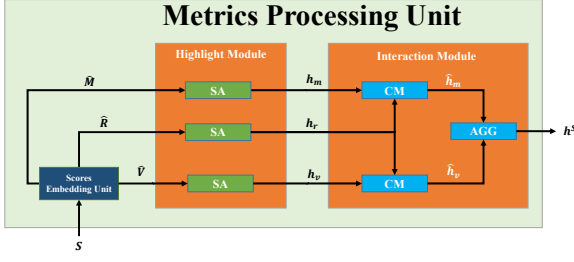 Metrics Processing Unit
Highlight Module
Interaction Module
M̂
SA
h_m
CM
ĥ_m
R̂
SA
h_r
AGG
h^s
Scores
Embedding Unit
V̂
SA
h_v
CM
ĥ_v
S